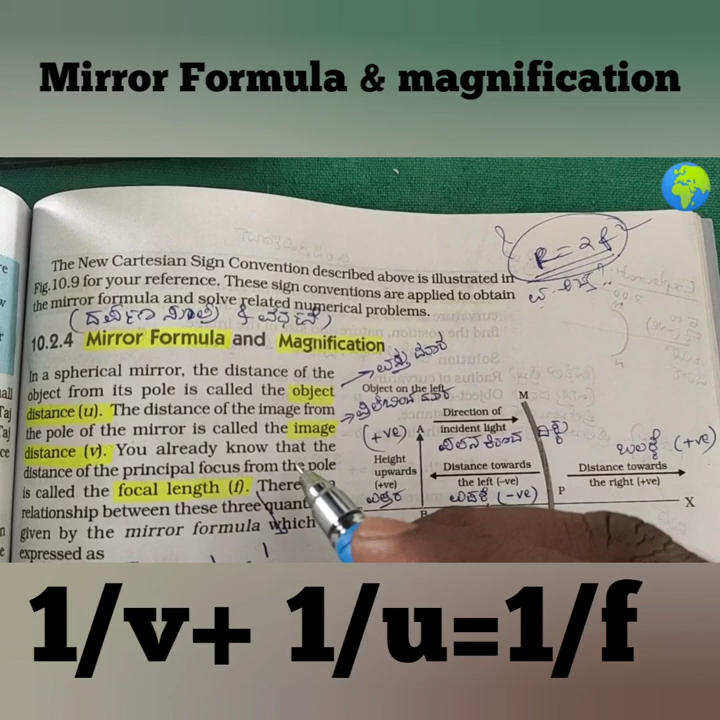 Mirror Formula & magnification
The New Cartesian Sign Convention described above is illustrated in
Fig.10.9 for your reference. These sign conventions are applied to obtain
the mirror formula and solve related numerical problems.
R = 2f
10.2.4 Mirror Formula and Magnification
In a spherical mirror, the distance of the
object from its pole is called the object
distance (u). The distance of the image from
the pole of the mirror is called the image
distance (v). You already know that the
distance of the principal focus from the pole
is called the focal length (f). There
relationship between these three quant
given by the mirror formula which
expressed as
Object on the left
M
Direction of
incident light
(+ve)
Height
upwards
(+ve)
Distance towards
the left (–ve)
(-ve)
B
P
(+ve)
Distance towards
the right (+ve)
X
1/v+ 1/u=1/f